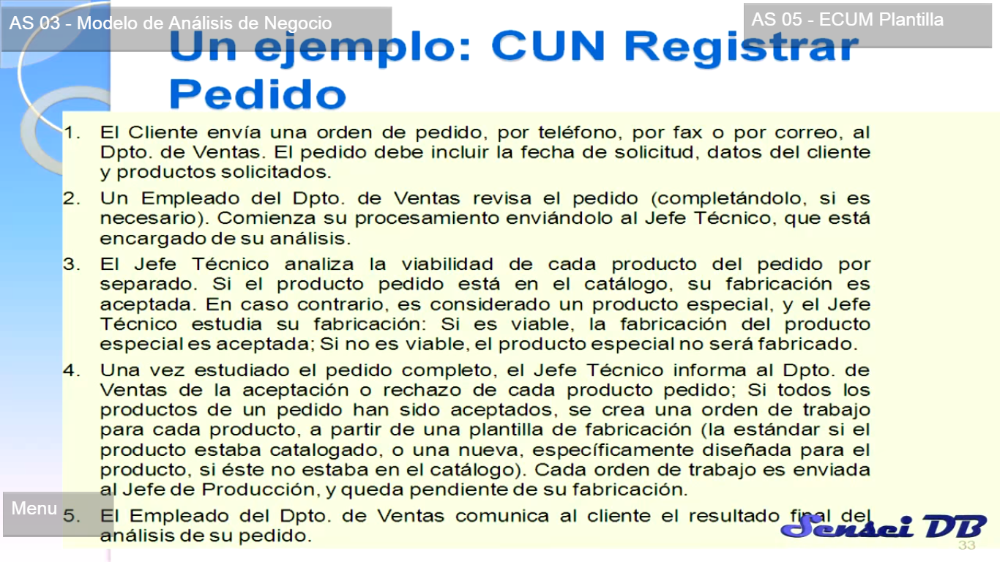 AS 03 - Modelo de Análisis de Negocio
AS 05 - ECUM Plantilla
Un ejemplo: CUN Registrar
Pedido
1. El Cliente envía una orden de pedido, por teléfono, por fax o por correo, al
Dpto. de Ventas. El pedido debe incluir la fecha de solicitud, datos del cliente
y productos solicitados.
2. Un Empleado del Dpto. de Ventas revisa el pedido (completándolo, si es
necesario). Comienza su procesamiento enviándolo al Jefe Técnico, que está
encargado de su análisis.
3. El Jefe Técnico analiza la viabilidad de cada producto del pedido por
separado. Si el producto pedido está en el catálogo, su fabricación es
aceptada. En caso contrario, es considerado un producto especial, y el Jefe
Técnico estudia su fabricación: Si es viable, la fabricación del producto
especial es aceptada; Si no es viable, el producto especial no será fabricado.
4. Una vez estudiado el pedido completo, el Jefe Técnico informa al Dpto. de
Ventas de la aceptación o rechazo de cada producto pedido; Si todos los
productos de un pedido han sido aceptados, se crea una orden de trabajo
para cada producto, a partir de una plantilla de fabricación (la estándar si el
producto estaba catalogado, o una nueva, específicamente diseñada para el
producto, si éste no estaba en el catálogo). Cada orden de trabajo es enviada
al Jefe de Producción, y queda pendiente de su fabricación.
Menu
5. El Empleado del Dpto. de Ventas comunica al cliente el resultado final del
análisis de su pedido.
Sensei DB
33